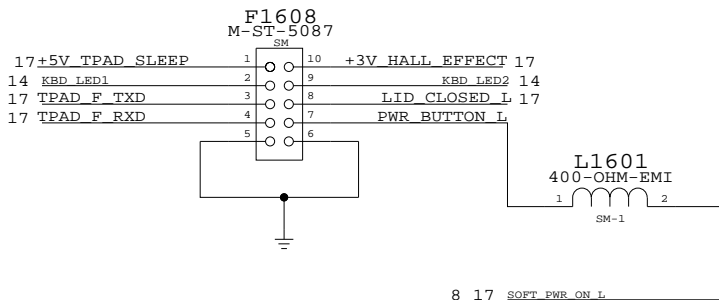 F1608
M-ST-5087
SM
17 +5V_TPAD_SLEEP 1 10 +3V_HALL_EFFECT 17
14 KBD_LED1 2 9 KBD_LED2 14
17 TPAD_F_TXD 3 8 LID_CLOSED_L 17
17 TPAD_F_RXD 4 7 PWR_BUTTON_L
5 6
L1601
400-OHM-EMI
1 2
SM-1
8 17 SOFT_PWR_ON_L